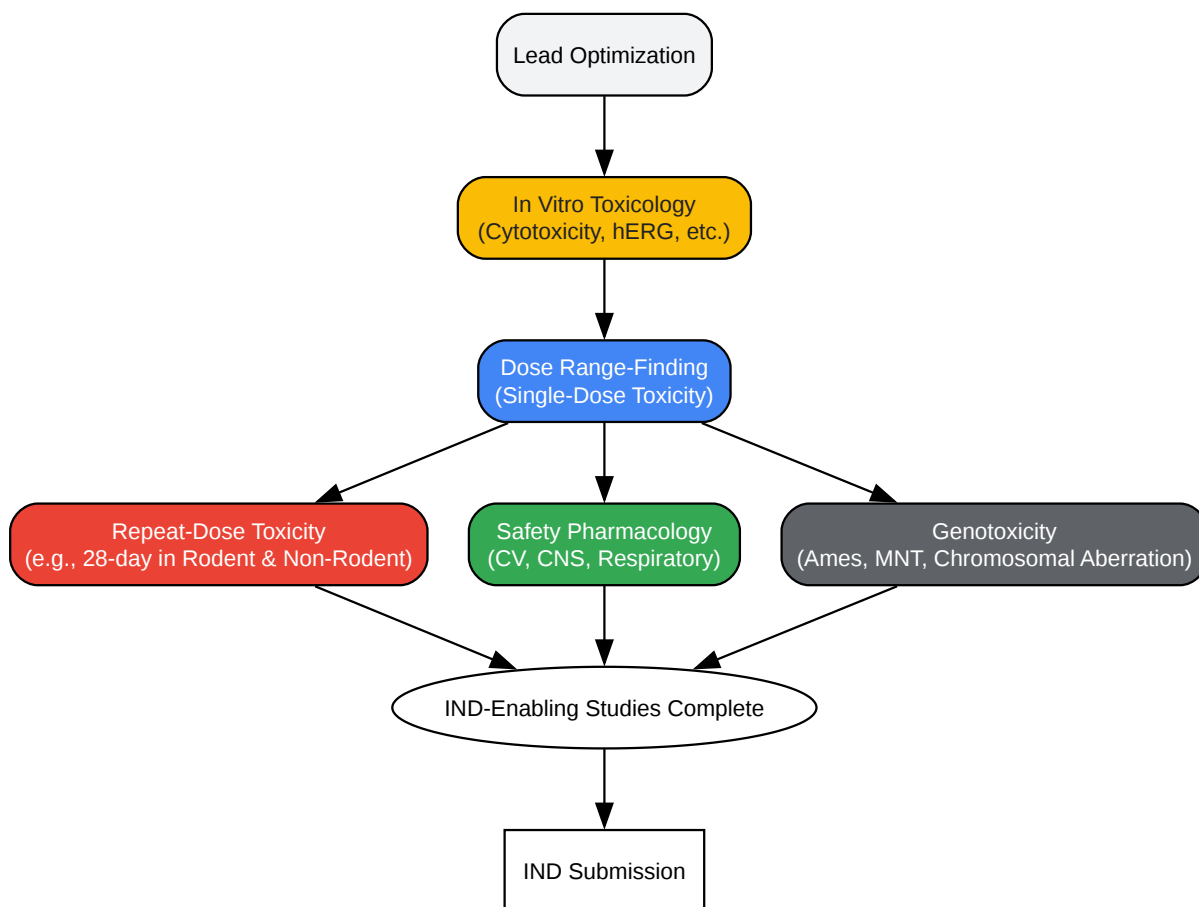 Lead Optimization
In Vitro Toxicology
(Cytotoxicity, hERG, etc.)
Dose Range-Finding
(Single-Dose Toxicity)
Repeat-Dose Toxicity
(e.g., 28-day in Rodent & Non-Rodent)
Safety Pharmacology
(CV, CNS, Respiratory)
Genotoxicity
(Ames, MNT, Chromosomal Aberration)
IND-Enabling Studies Complete
IND Submission